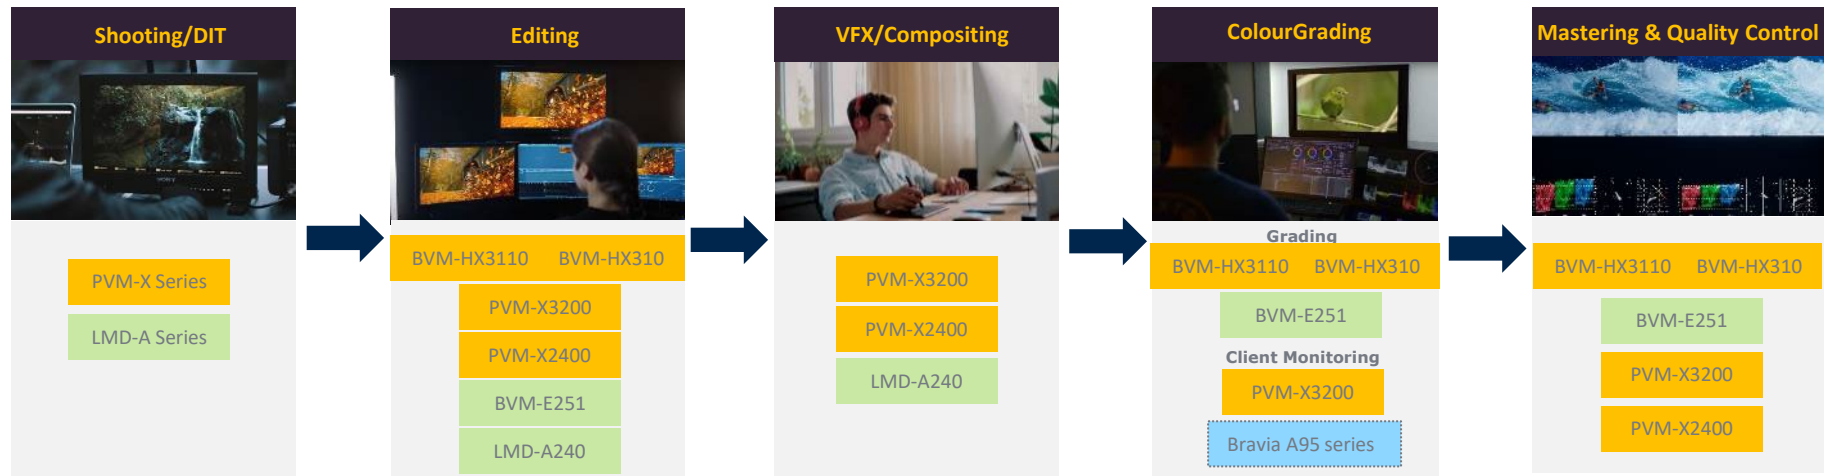 Shooting/DIT
SONY
PVM-X Series
LMD-A Series
Editing
BVM-HX3110 BVM-HX310
PVM-X3200
PVM-X2400
BVM-E251
LMD-A240
VFX/Compositing
PVM-X3200
PVM-X2400
LMD-A240
ColourGrading
Grading
BVM-HX3110 BVM-HX310
BVM-E251
Client Monitoring
PVM-X3200
Bravia A95 series
Mastering & Quality Control
BVM-HX3110 BVM-HX310
BVM-E251
PVM-X3200
PVM-X2400